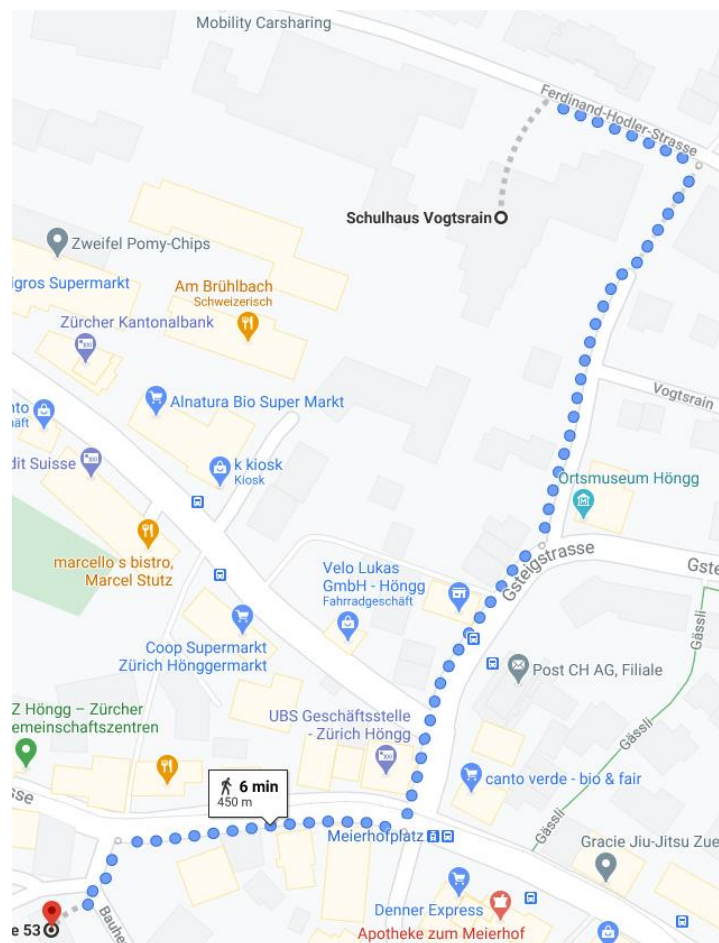 Mobility Carsharing
Ferdinand-Hodler-Strasse
Schulhaus Vogtsrain
Zweifel Pomy-Chips
igros Supermarkt
Am Brühlbach
Schweizerisch
Zürcher Kantonalbank
Vogtsrain
Alnatura Bio Super Markt
nto
häft
dit Suisse
k kiosk
Kiosk
Ortsmuseum Höngg
marcello s bistro,
Marcel Stutz
Gsteigstrasse
Gste
Velo Lukas
GmbH - Höngg
Fahrradgeschäft
Gässli
Coop Supermarkt
Zürich Hönggermarkt
Post CH AG, Filiale
Z Höngg – Zürcher
emeinschaftszentren
UBS Geschäftsstelle
- Zürich Höngg
Gässli
sse
6 min
450 m
canto verde - bio & fair
Meierhofplatz
Gässli
Gracie Jiu-Jitsu Zue
Denner Express
Bauhe
e 53
Apotheke zum Meierhof